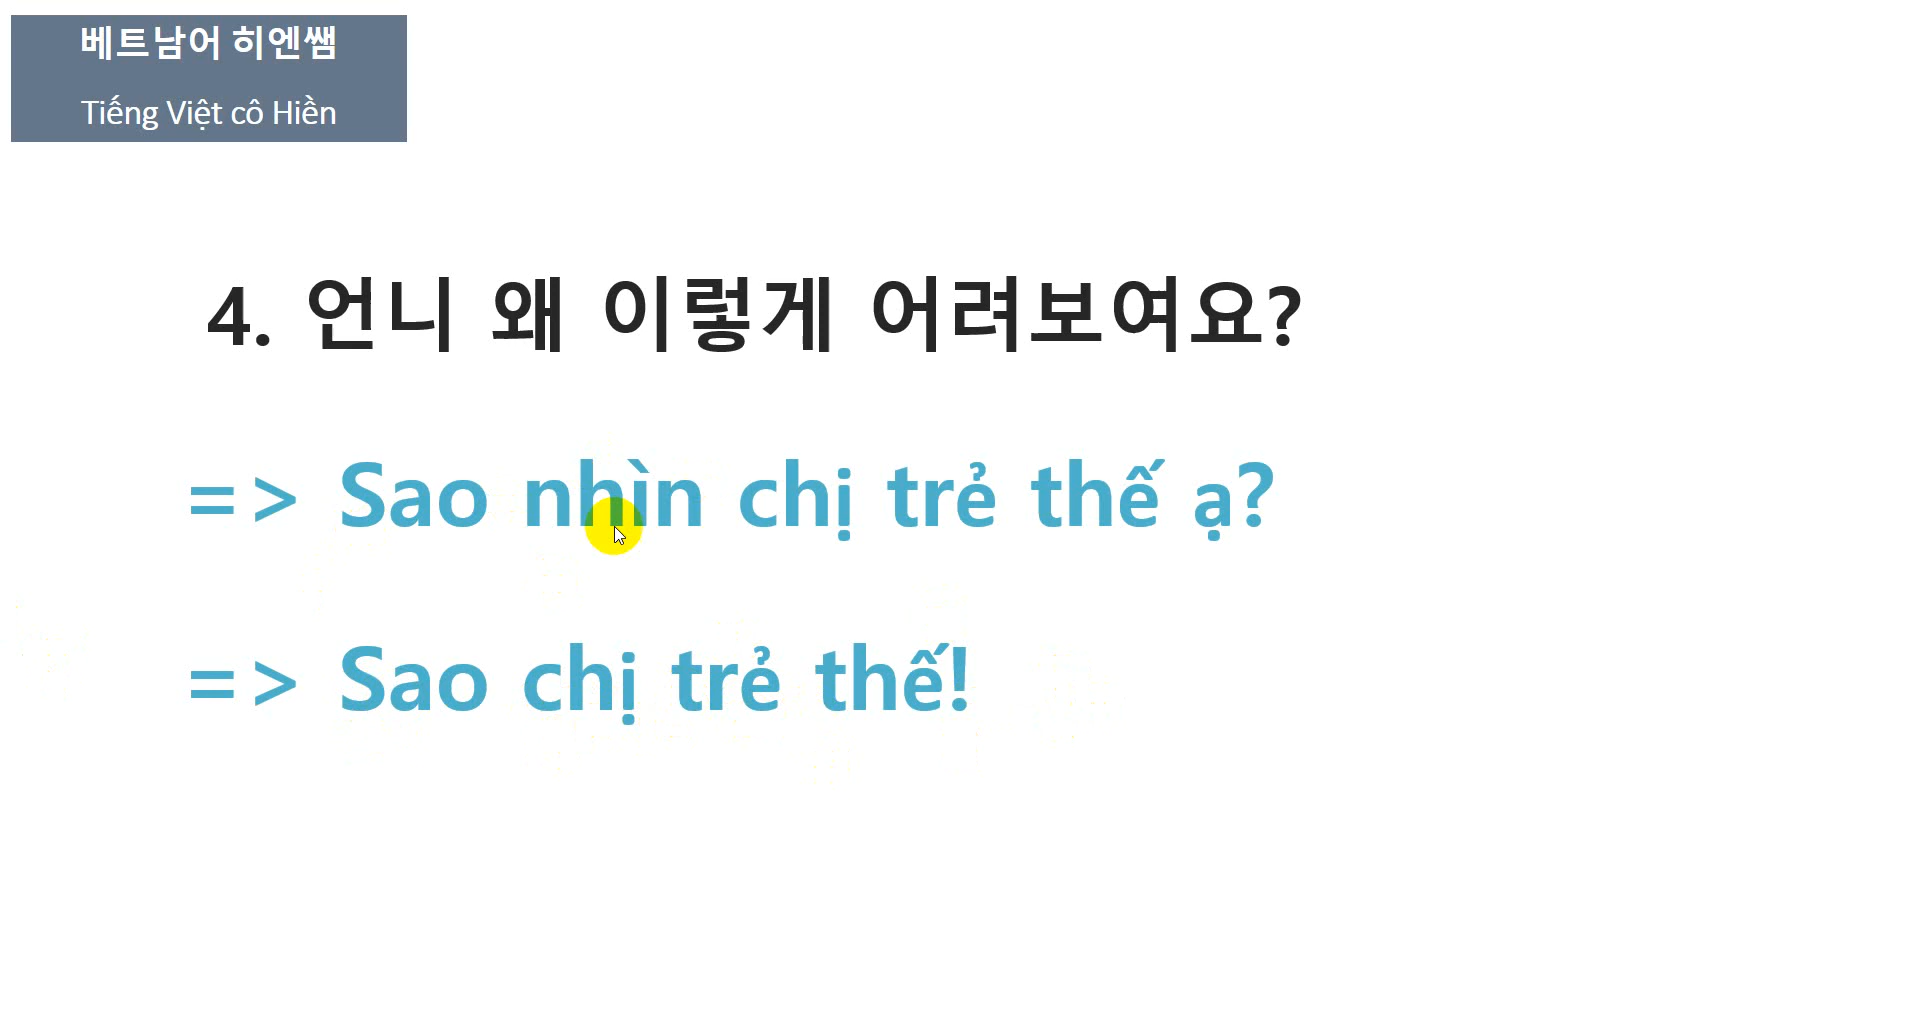 베트남어 히엔쌤
Tiếng Việt cô Hiền
4. 언니 왜 이렇게 어려보여요?
=> Sao nhìn chị trẻ thế ạ?
=> Sao chị trẻ thế!